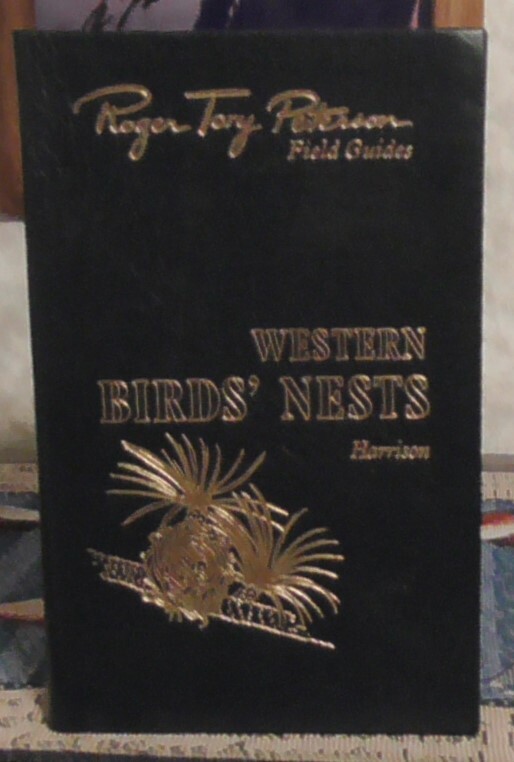 Roger Tory Peterson
Field Guides
WESTERN
BIRDS' NESTS
Harrison